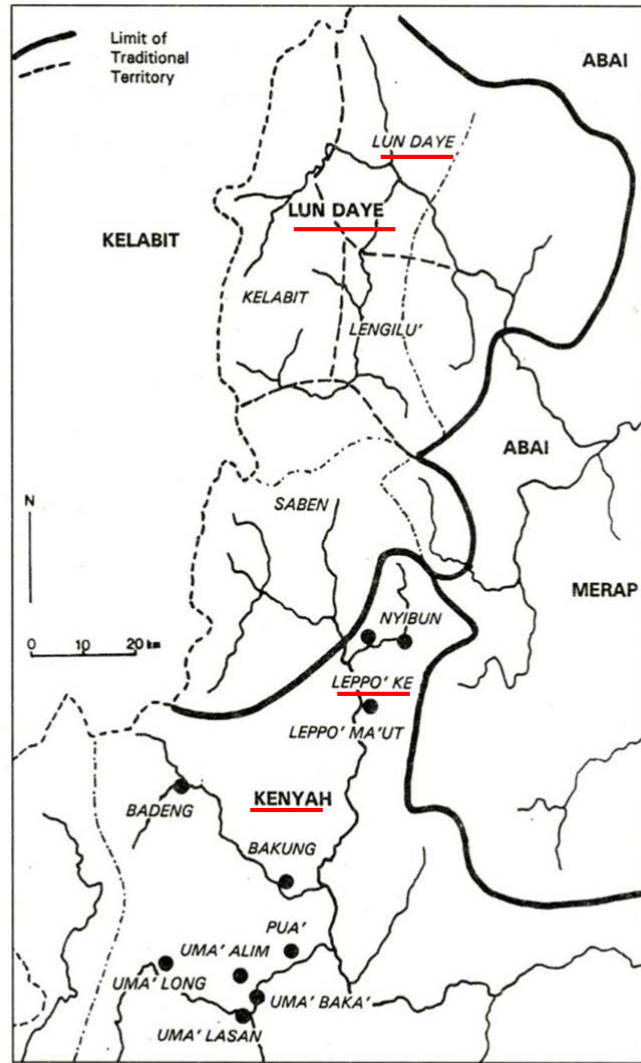 Limit of
Traditional
Territory
ABAI
LUN DAYE
LUN DAYE
KELABIT
KELABIT
LENGILU'
ABAI
SABEN
N
MERAP
NYIBUN
0 10 20 km
LEPPO' KE
LEPPO' MA'UT
KENYAH
BADENG
BAKUNG
PUA'
UMA' ALIM
UMA' LONG
UMA' BAKA'
UMA' LASAN